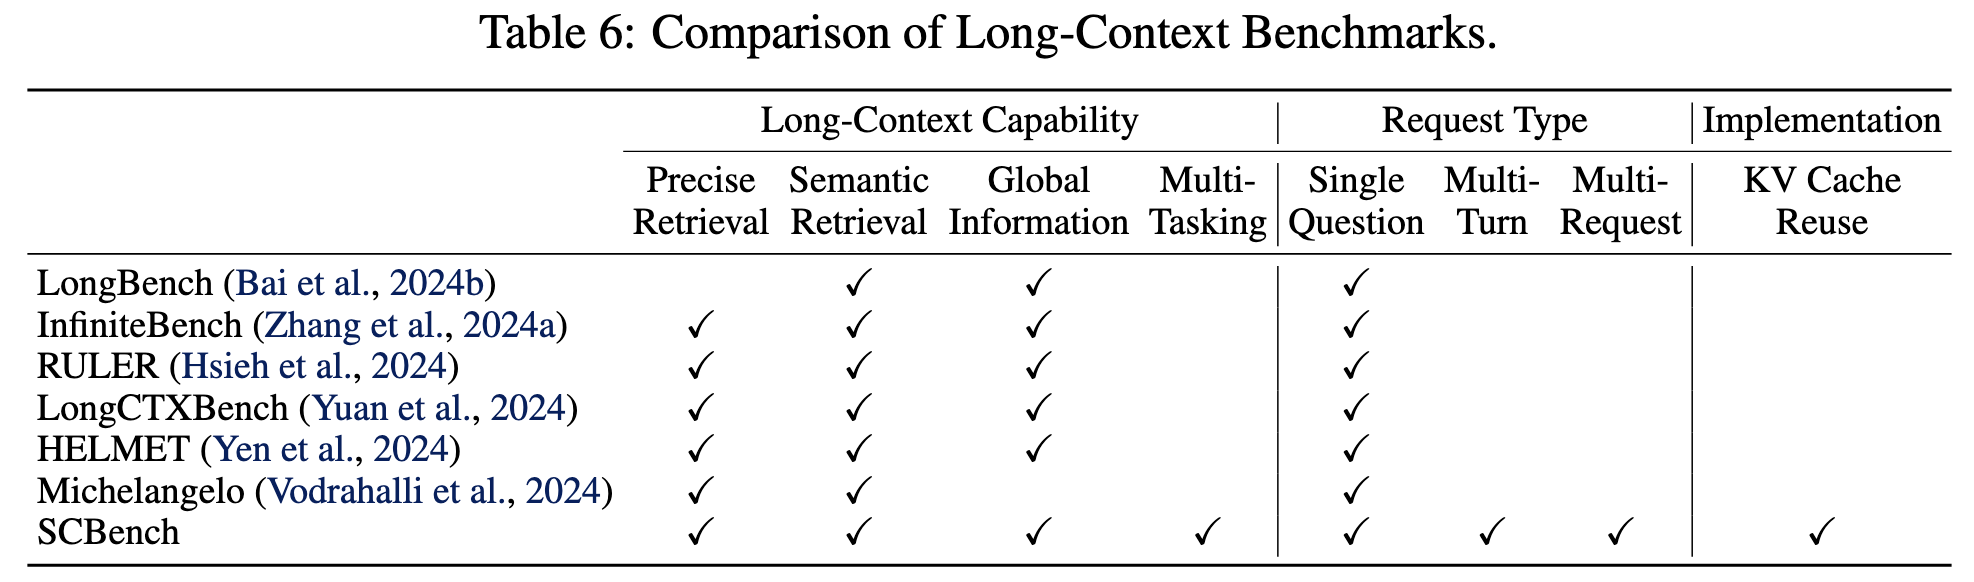 Table 6: Comparison of Long-Context Benchmarks.
Long-Context Capability Request Type Implementation
Precise Semantic Global Multi- Single Multi- Multi- KV Cache
Retrieval Retrieval Information Tasking Question Turn Request Reuse
LongBench (Bai et al., 2024b) ✓ ✓ ✓
InfiniteBench (Zhang et al., 2024a) ✓ ✓ ✓ ✓
RULER (Hsieh et al., 2024) ✓ ✓ ✓ ✓
LongCTXBench (Yuan et al., 2024) ✓ ✓ ✓ ✓
HELMET (Yen et al., 2024) ✓ ✓ ✓ ✓
Michelangelo (Vodrahalli et al., 2024) ✓ ✓ ✓
SCBench ✓ ✓ ✓ ✓ ✓ ✓ ✓ ✓